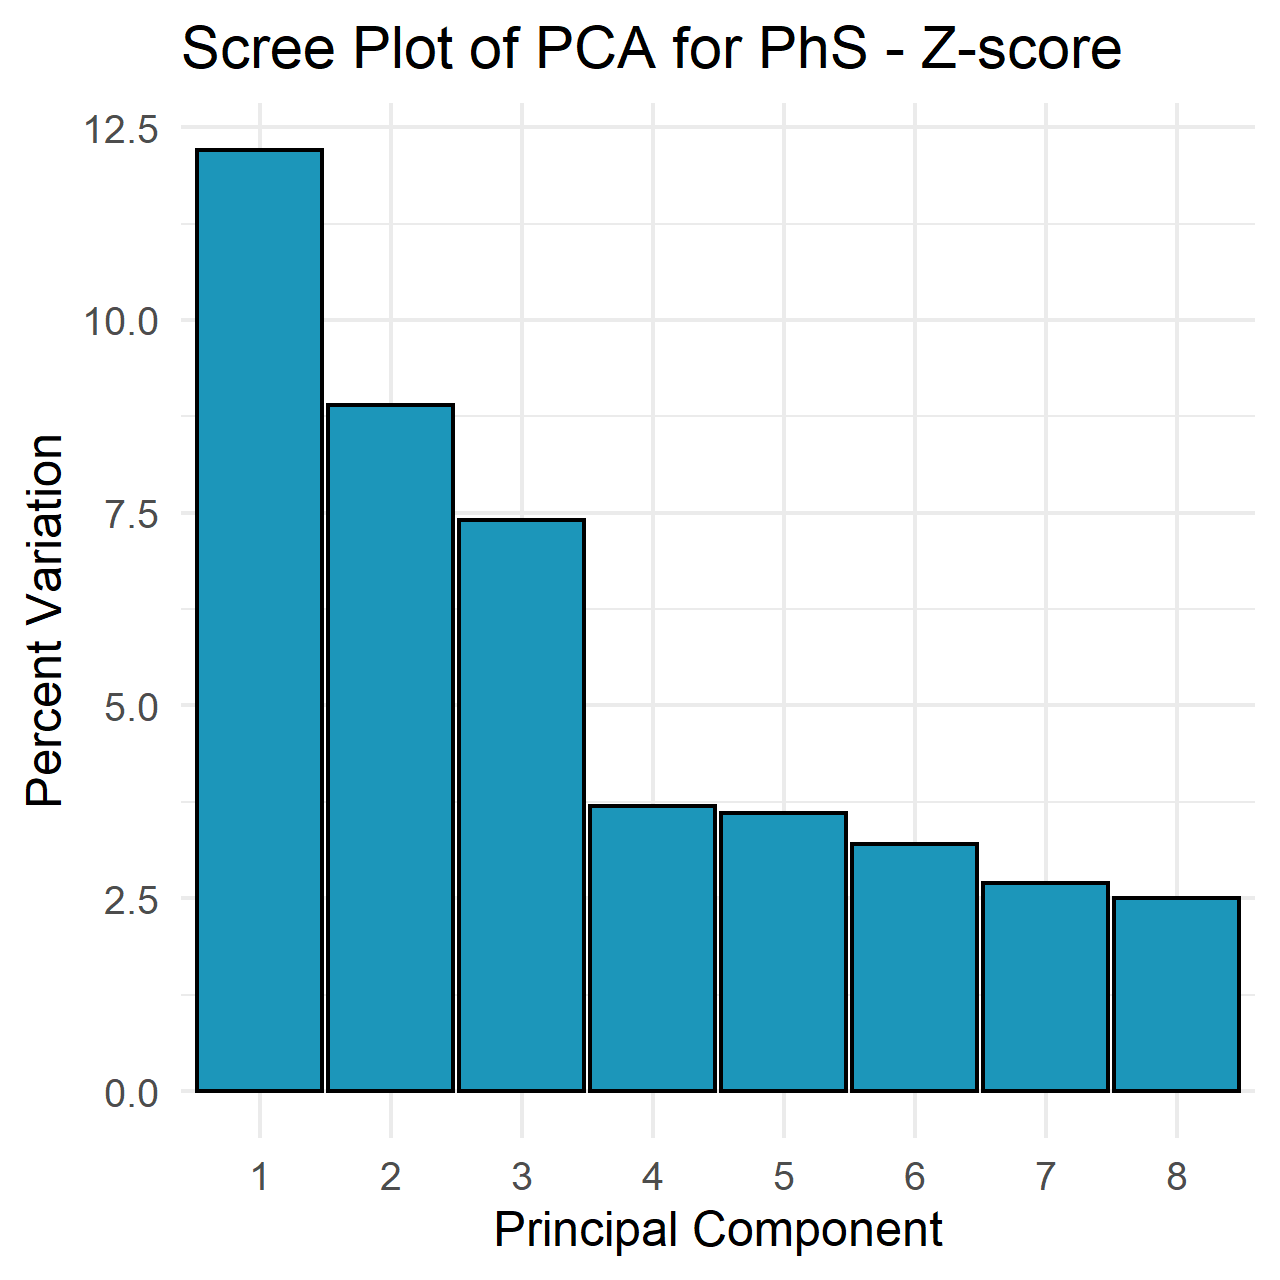 Scree Plot of PCA for PhS - Z-score
12.5
10.0
7.5
5.0
2.5
0.0
Percent Variation
1 2 3 4 5 6 7 8
Principal Component